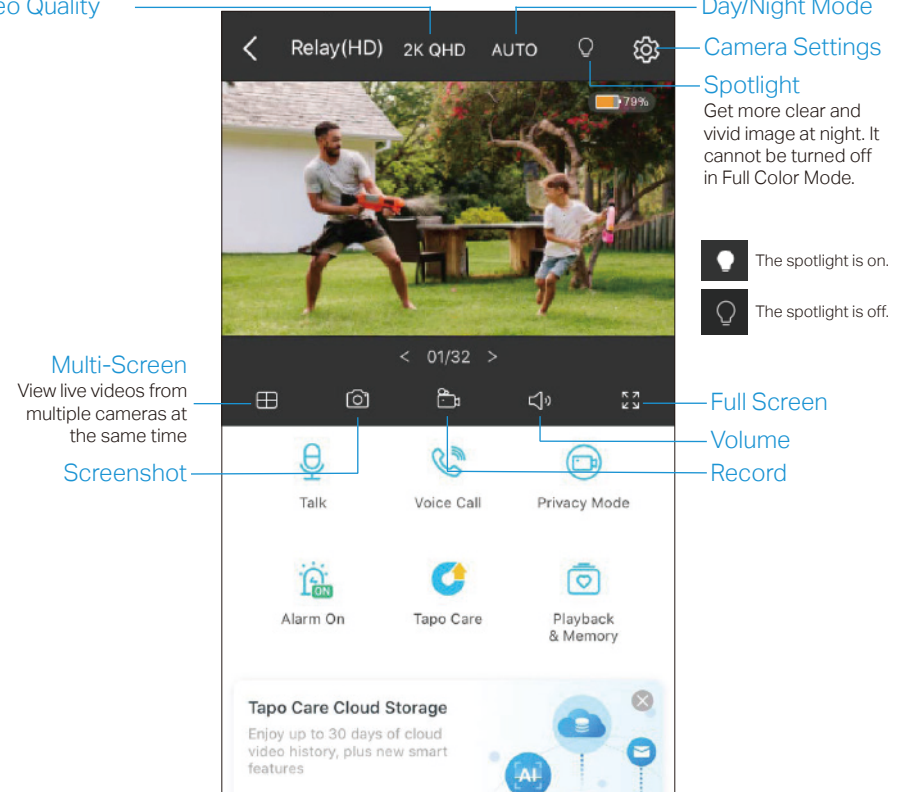 Quality
Day/Night Mode
Relay(HD) 2K QHD AUTO
Camera Settings
Spotlight
79%
Get more clear and
vivid image at night. It
cannot be turned off
in Full Color Mode.
The spotlight is on.
The spotlight is off.
< 01/32 >
Multi-Screen
View live videos from
multiple cameras at
the same time
Full Screen
Volume
Screenshot
Record
Talk Voice Call Privacy Mode
ON
Alarm On Tapo Care Playback
& Memory
Tapo Care Cloud Storage
Enjoy up to 30 days of cloud
video history, plus new smart
features
AI